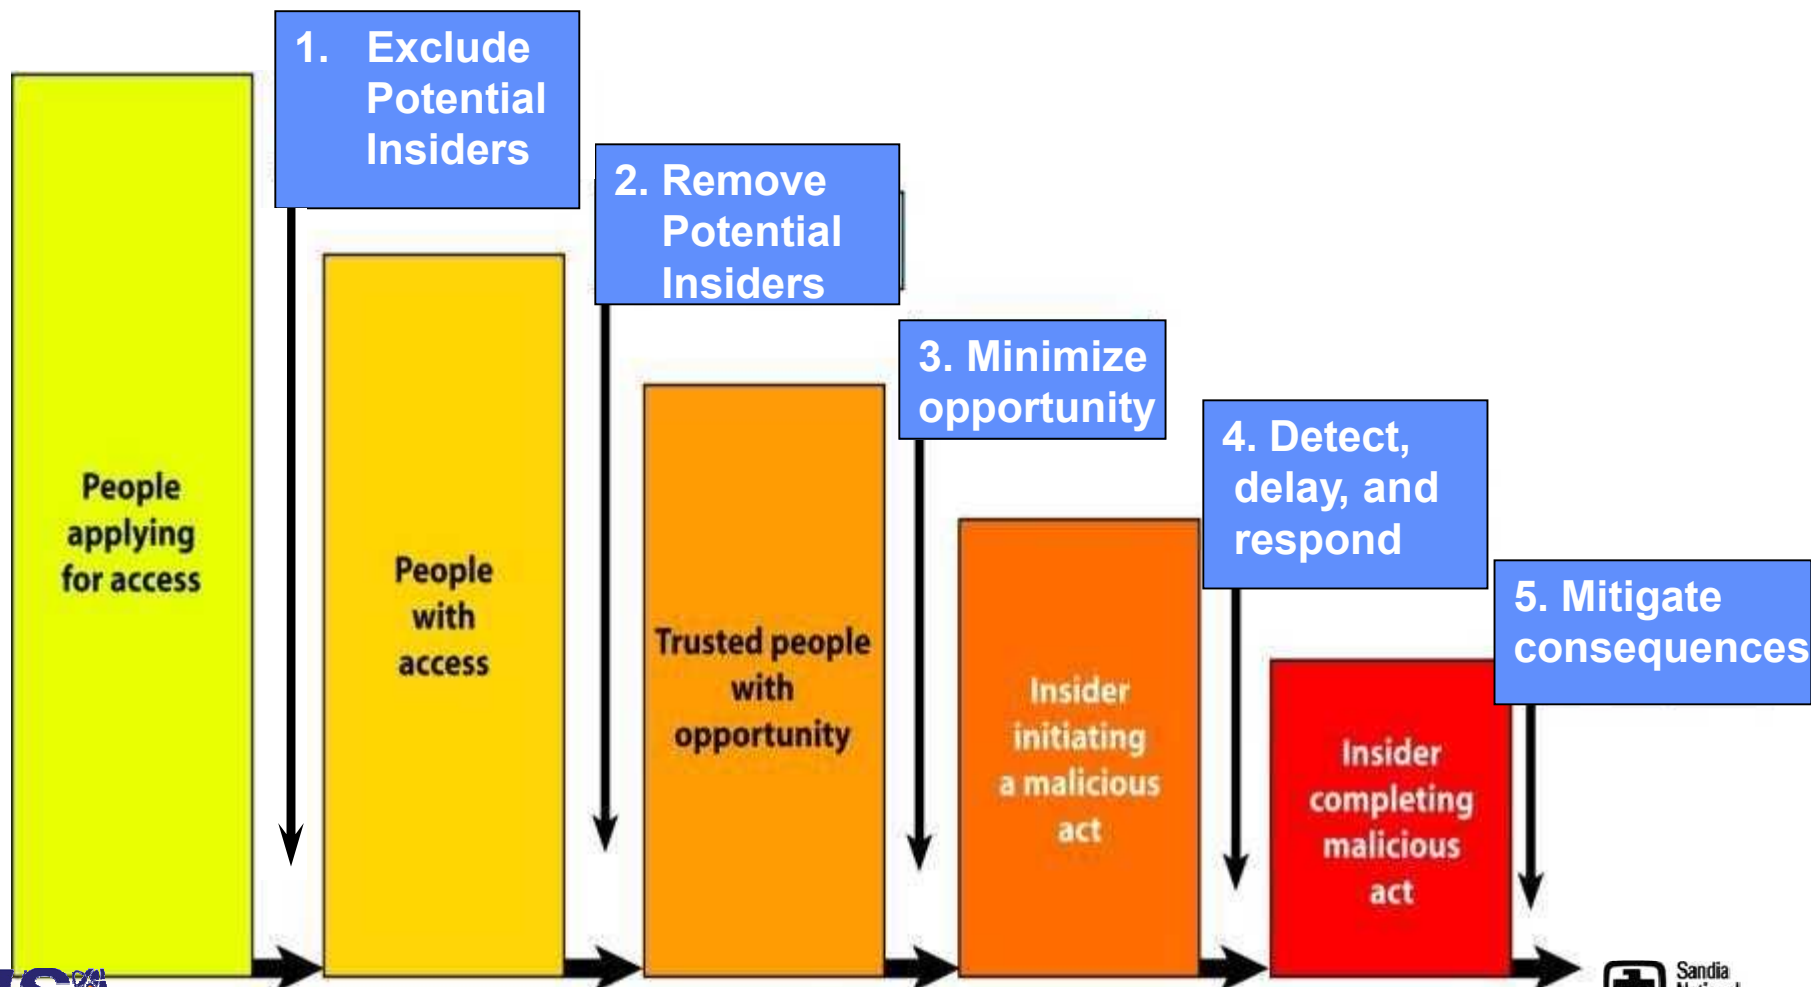 1. Exclude
Potential
Insiders
2. Remove
Potential
Insiders
3. Minimize
opportunity
4. Detect,
delay, and
respond
5. Mitigate
consequences
People
applying
for access
People
with
access
Trusted people
with
opportunity
Insider
initiating
a malicious
act
Insider
completing
malicious
act
Sandia